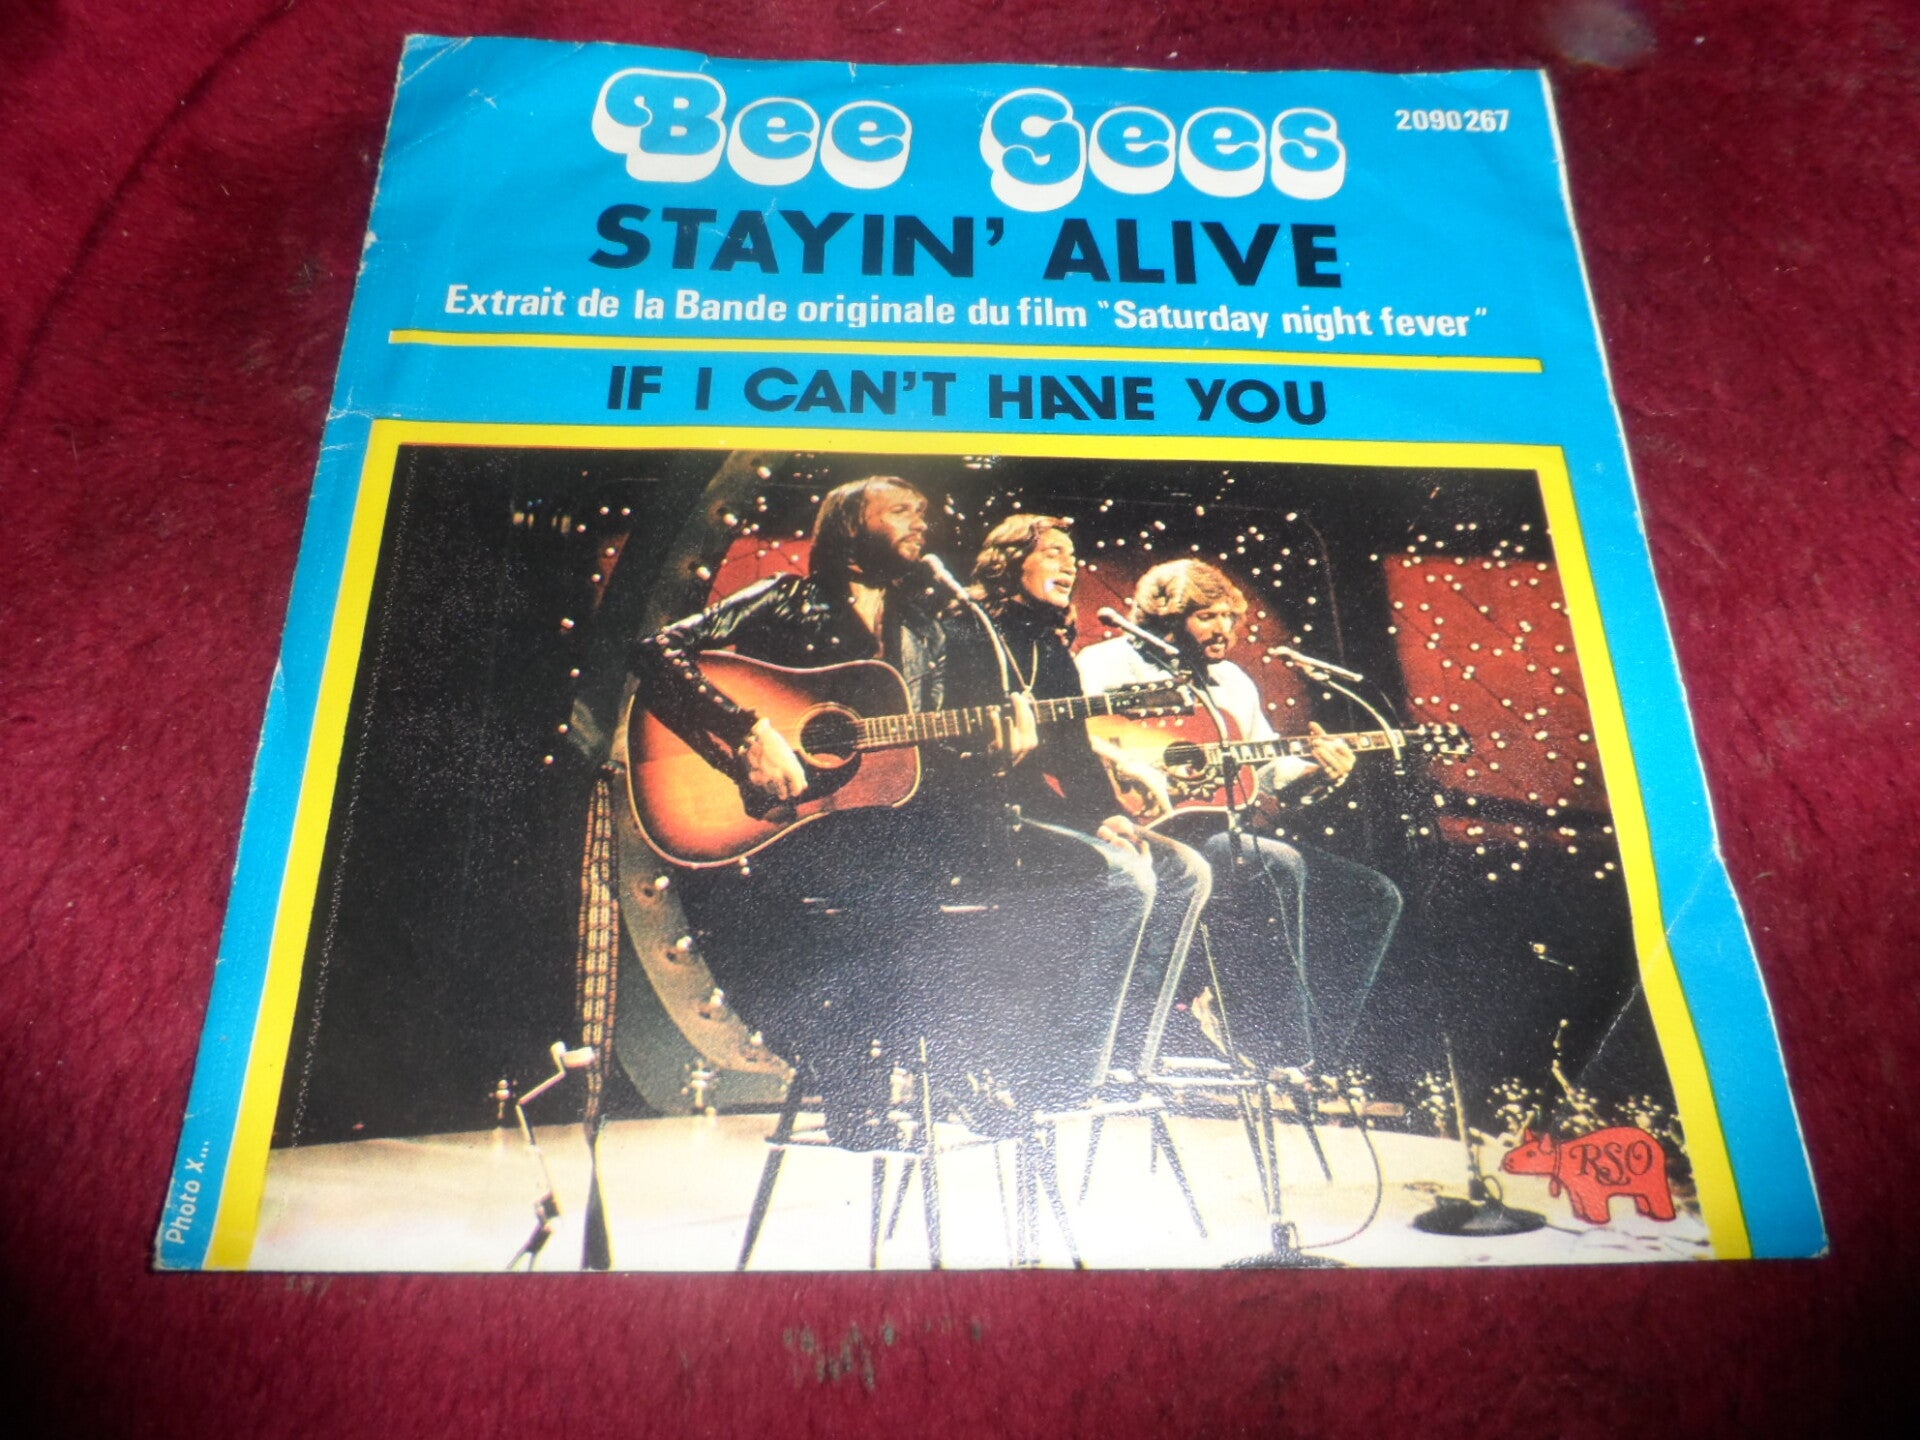 Bee Gees
2090267
STAYIN' ALIVE
Extrait de la Bande originale du film "Saturday night fever"
IF I CAN'T HAVE YOU
RSO
Photo X...